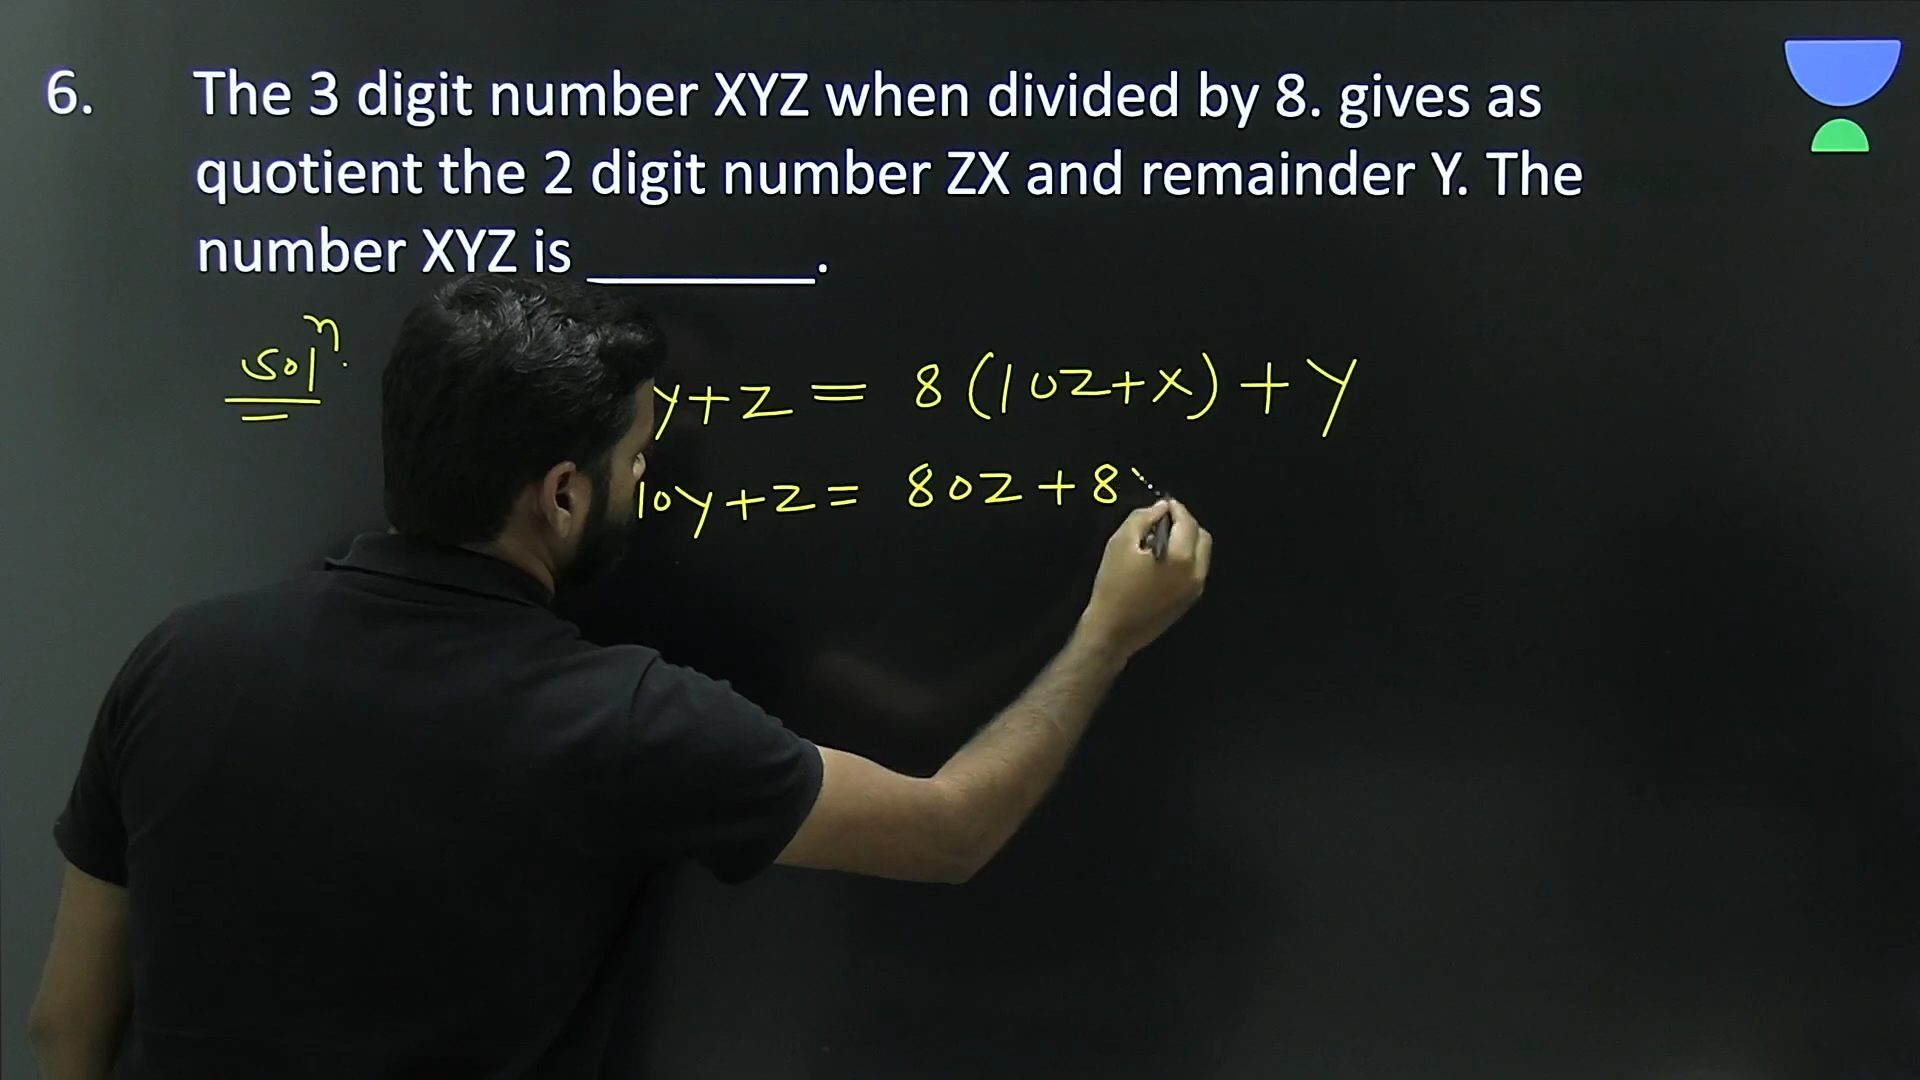 6. The 3 digit number XYZ when divided by 8. gives as
quotient the 2 digit number ZX and remainder Y. The
number XYZ is ________.
Solⁿ.
y+z = 8(10z+x)+y
10y+z = 80z+8